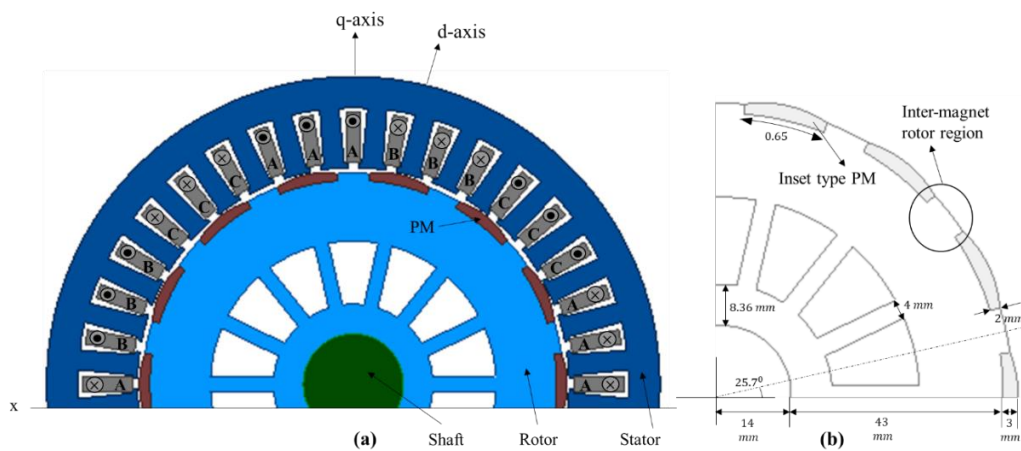 q-axis
d-axis
A
A
A
B
B
B
C
C
C
C
C
C
B
B
B
A
A
A
A
PM
x
(a)
Shaft
Rotor
Stator
Inter-magnet
rotor region
0.65
Inset type PM
8.36 mm
4 mm
2 mm
25.7⁰
14
mm
43
mm
3
mm
(b)